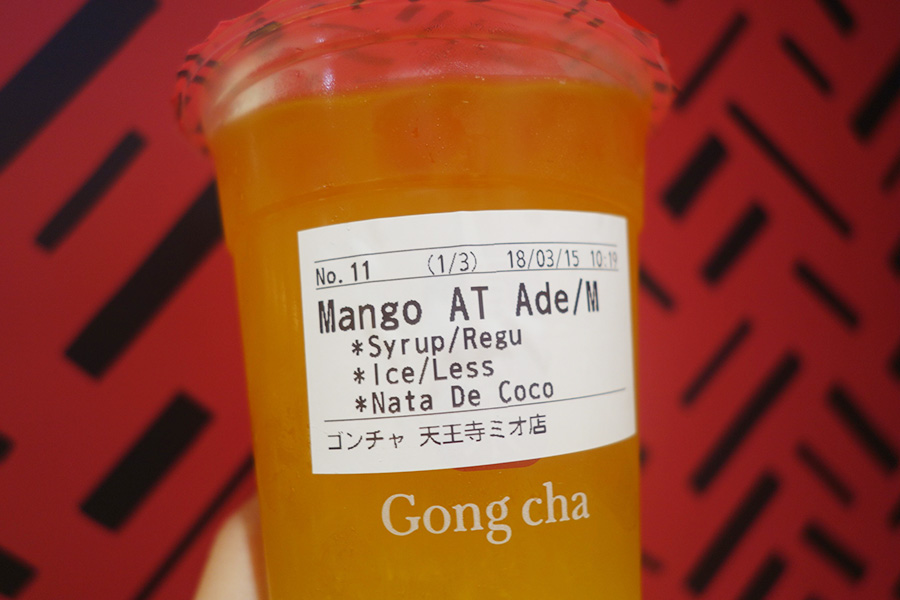 No. 11 (1/3) 18/03/15 10:19
Mango AT Ade/M
*Syrup/Regu
*Ice/Less
*Nata De Coco
ゴンチャ 天王寺ミオ店
Gong cha